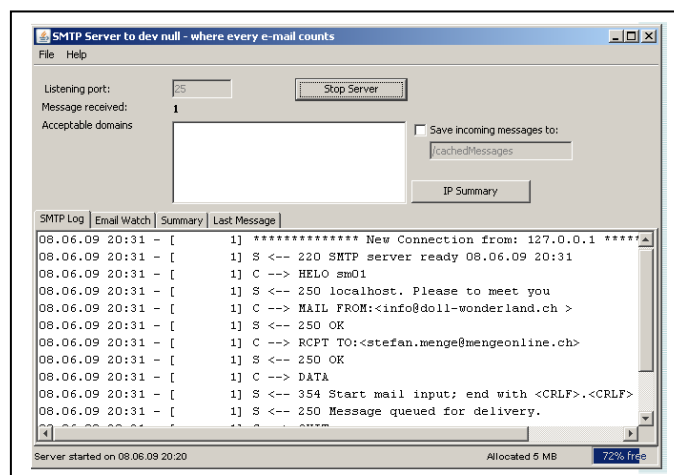 SMTP Server to dev null - where every e-mail counts
File Help
Listening port: 25 Stop Server
Message received: 1
Acceptable domains
Save incoming messages to:
/cachedMessages
IP Summary
SMTP Log Email Watch Summary Last Message
08.06.09 20:31 - [ 1] ************** New Connection from: 127.0.0.1 *****
08.06.09 20:31 - [ 1] S <-- 220 SMTP server ready 08.06.09 20:31
08.06.09 20:31 - [ 1] C --> HELO sm01
08.06.09 20:31 - [ 1] S <-- 250 localhost. Please to meet you
08.06.09 20:31 - [ 1] C --> MAIL FROM:<info@doll-wonderland.ch >
08.06.09 20:31 - [ 1] S <-- 250 OK
08.06.09 20:31 - [ 1] C --> RCPT TO:<stefan.menge@mengeonline.ch>
08.06.09 20:31 - [ 1] S <-- 250 OK
08.06.09 20:31 - [ 1] C --> DATA
08.06.09 20:31 - [ 1] S <-- 354 Start mail input; end with <CRLF>.<CRLF>
08.06.09 20:31 - [ 1] S <-- 250 Message queued for delivery.
Server started on 08.06.09 20:20 Allocated 5 MB 72% free